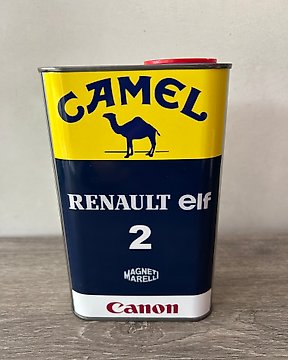 CAMEL
RENAULT elf
2
MAGNETI
MARELLI
Canon